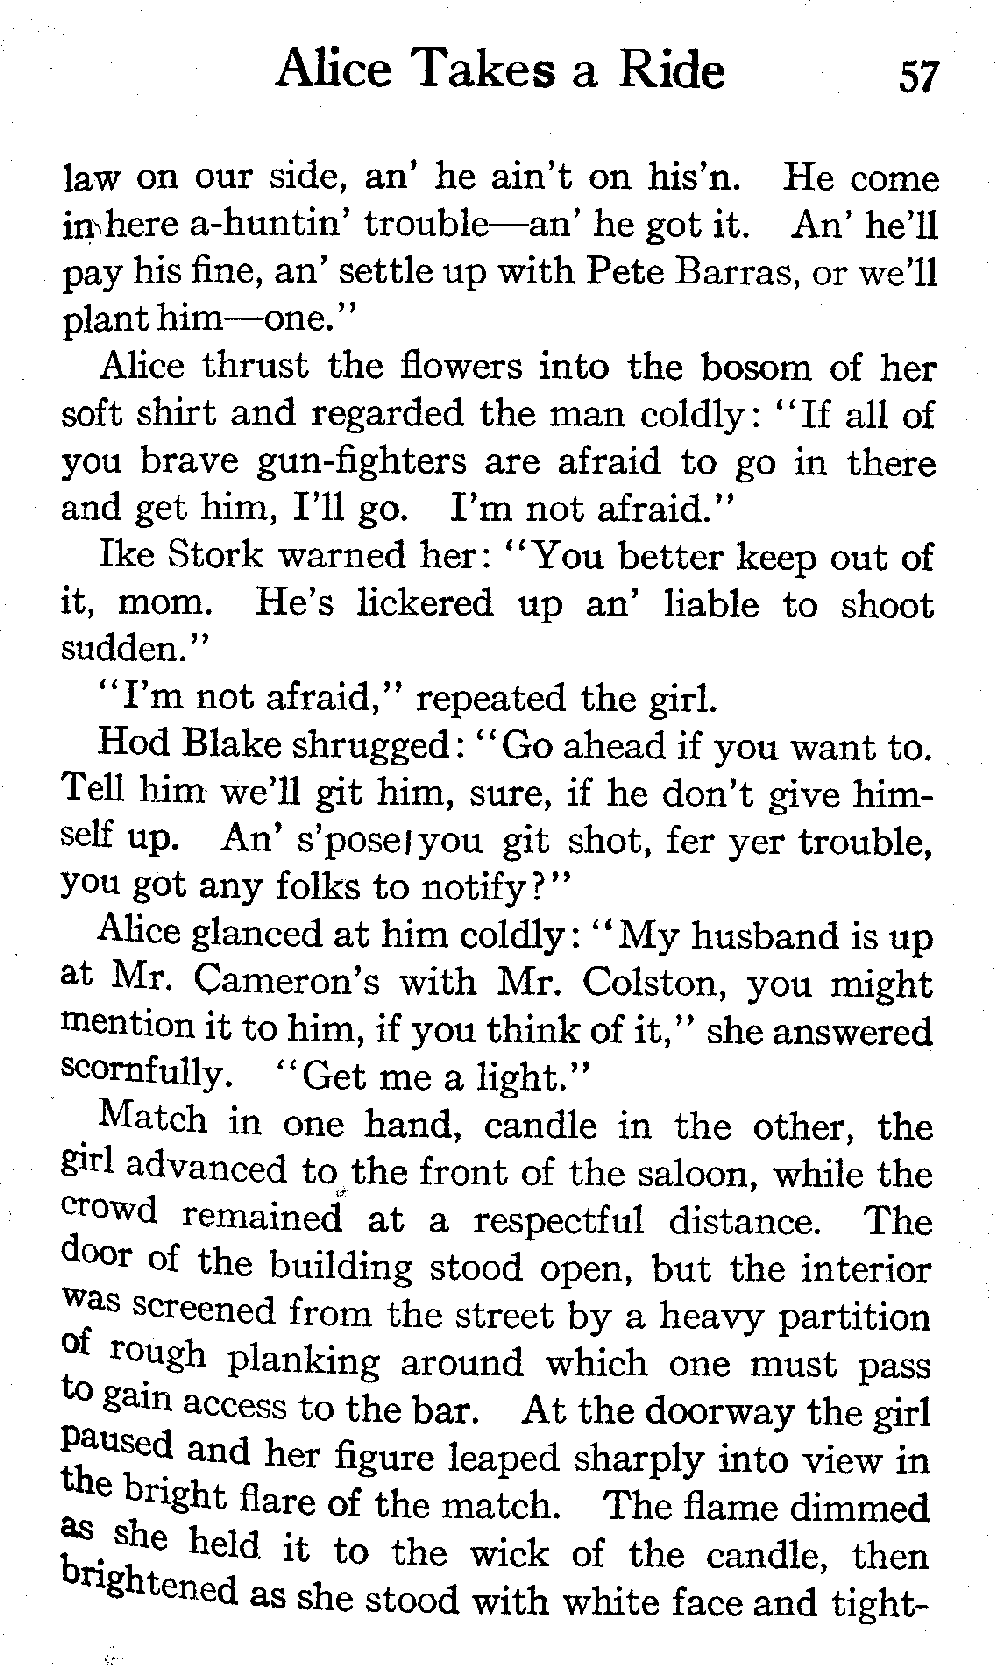 Alice Takes a Ride 57
law on our side, an' he ain't on his'n. He come
in here a-huntin' trouble—an' he got it. An' he'll
pay his fine, an' settle up with Pete Barras, or we'll
plant him—one."
Alice thrust the flowers into the bosom of her
soft shirt and regarded the man coldly: "If all of
you brave gun-fighters are afraid to go in there
and get him, I'll go. I'm not afraid."
Ike Stork warned her: "You better keep out of
it, mom. He's lickered up an' liable to shoot
sudden."
"I'm not afraid," repeated the girl.
Hod Blake shrugged: "Go ahead if you want to.
Tell him we'll git him, sure, if he don't give him-
self up. An' s'pose you git shot, fer yer trouble,
you got any folks to notify?"
Alice glanced at him coldly: "My husband is up
at Mr. Cameron's with Mr. Colston, you might
mention it to him, if you think of it," she answered
scornfully. "Get me a light."
Match in one hand, candle in the other, the
girl advanced to the front of the saloon, while the
crowd remained at a respectful distance. The
door of the building stood open, but the interior
was screened from the street by a heavy partition
of rough planking around which one must pass
to gain access to the bar. At the doorway the girl
paused and her figure leaped sharply into view in
the bright flare of the match. The flame dimmed
as she held it to the wick of the candle, then
brightened as she stood with white face and tight-